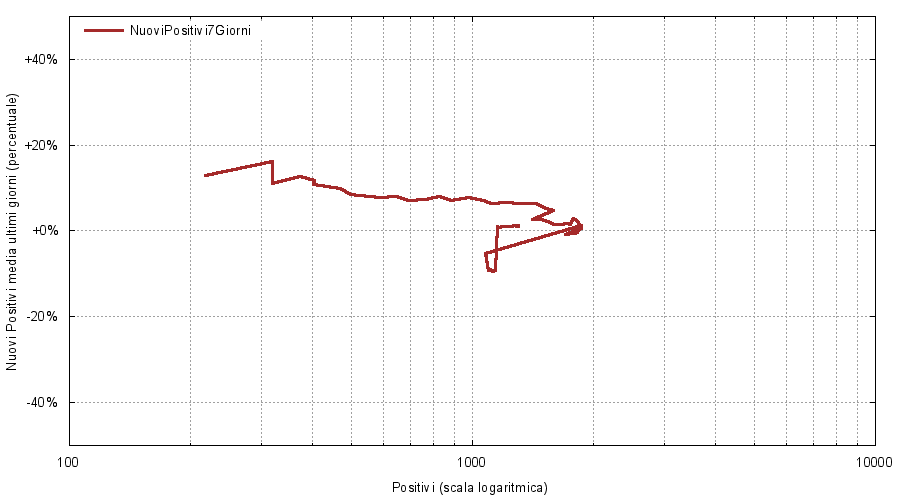 NuoviPositivi7Giorni
+40%
+20%
+0%
-20%
-40%
Nuovi Positivi media ultimi giorni (percentuale)
100
1000
10000
Positivi (scala logaritmica)